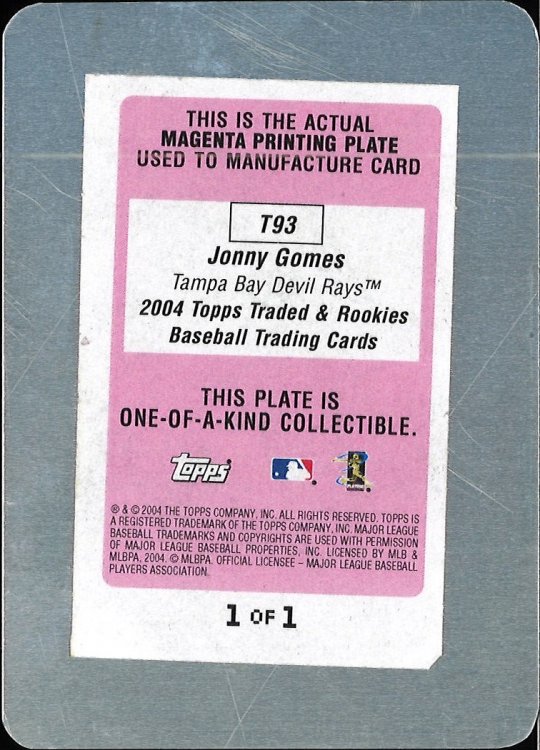 THIS IS THE ACTUAL
MAGENTA PRINTING PLATE
USED TO MANUFACTURE CARD
T93
Jonny Gomes
Tampa Bay Devil Rays™
2004 Topps Traded & Rookies
Baseball Trading Cards
THIS PLATE IS
ONE-OF-A-KIND COLLECTIBLE.
topps
® & © 2004 THE TOPPS COMPANY, INC. ALL RIGHTS RESERVED. TOPPS IS
A REGISTERED TRADEMARK OF THE TOPPS COMPANY, INC. MAJOR LEAGUE
BASEBALL TRADEMARKS AND COPYRIGHTS ARE USED WITH PERMISSION
OF MAJOR LEAGUE BASEBALL PROPERTIES, INC. LICENSED BY MLB &
MLBPA, 2004. © MLBPA. OFFICIAL LICENSEE – MAJOR LEAGUE BASEBALL
PLAYERS ASSOCIATION.
1 OF 1